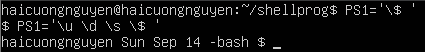 haicuongnguyen@haicuongnguyen:~/shellprog$ PS1='\$ '
$ PS1='\u \d \s \$ '
haicuongnguyen Sun Sep 14 -bash $